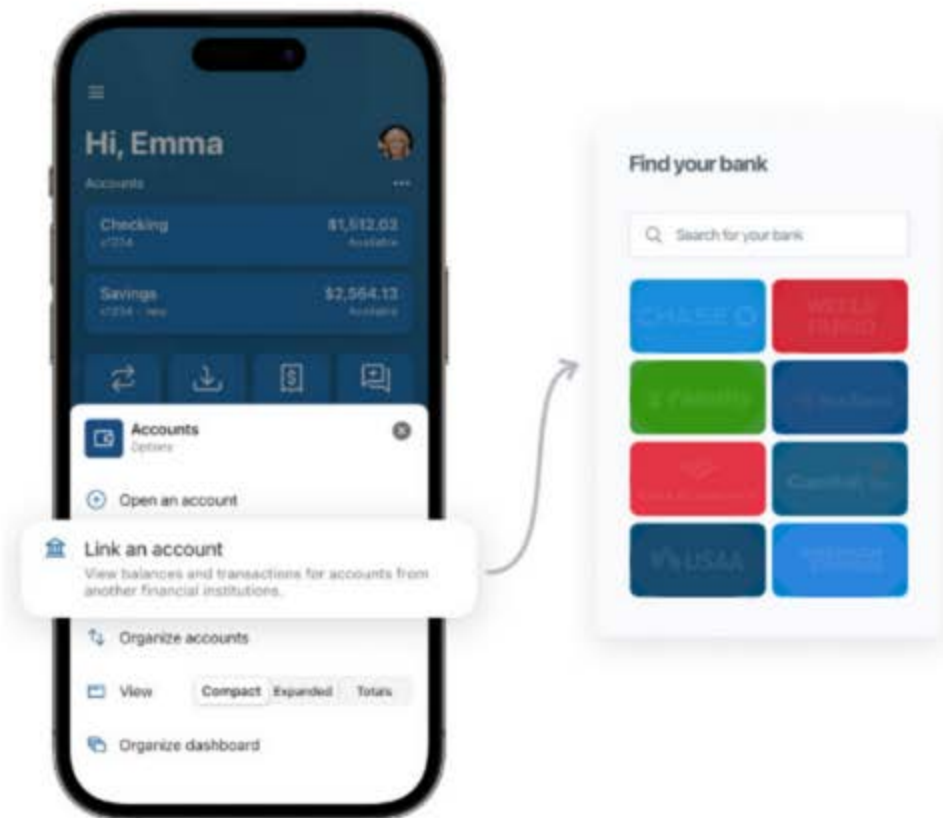 Hi, Emma
Accounts
Checking
$1,512.03
x1234
Available
Savings
$2,564.13
Available
Accounts
Options
Open an account
Link an account
View balances and transactions for accounts from
another financial institutions.
Organize accounts
View
Compact
Expanded
Totals
Organize dashboard
Find your bank
Search for your bank
CHASE
WELLS
FARGO
Fidelity
USAA